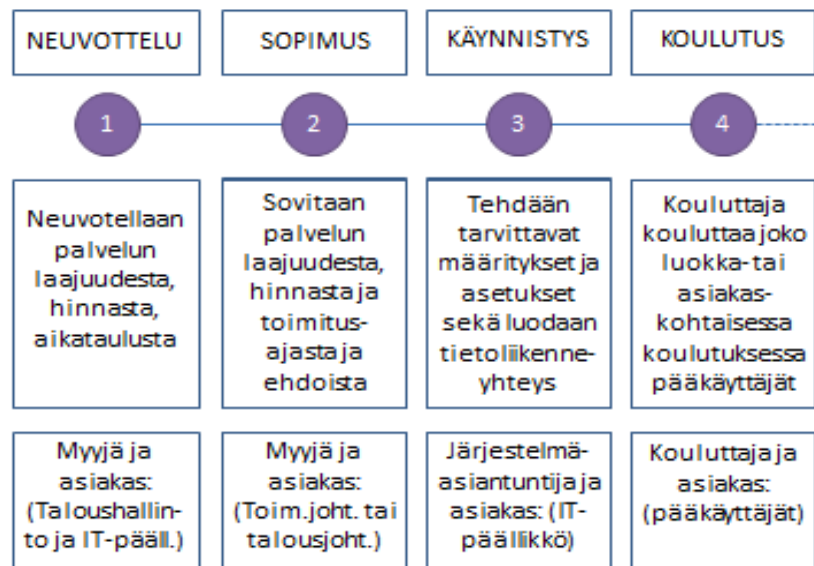 NEUVOTTELU
SOPIMUS
KÄYNNISTYS
KOULUTUS
1
2
3
4
Neuvotellaan
palvelun
laajuudesta,
hinnasta,
aikataulusta
Sovitaan
palvelun
laajuudesta,
hinnasta ja
toimitus-
ajasta ja
ehdoista
Tehdään
tarvittavat
määritykset ja
asetukset
sekä luodaan
tietoliikenne-
yhteys
Kouluttaja
kouluttaa joko
luokka- tai
asiakas-
kohtaisessa
koulutuksessa
pääkäyttäjät
Myyjä ja
asiakas:
(Taloushallin-
to ja IT-pääll.)
Myyjä ja
asiakas:
(Toim.joht. tai
talousjoht.)
Järjestelmä-
asiantuntija ja
asiakas: (IT-
päällikkö)
Kouluttaja ja
asiakas:
(pääkäyttäjät)